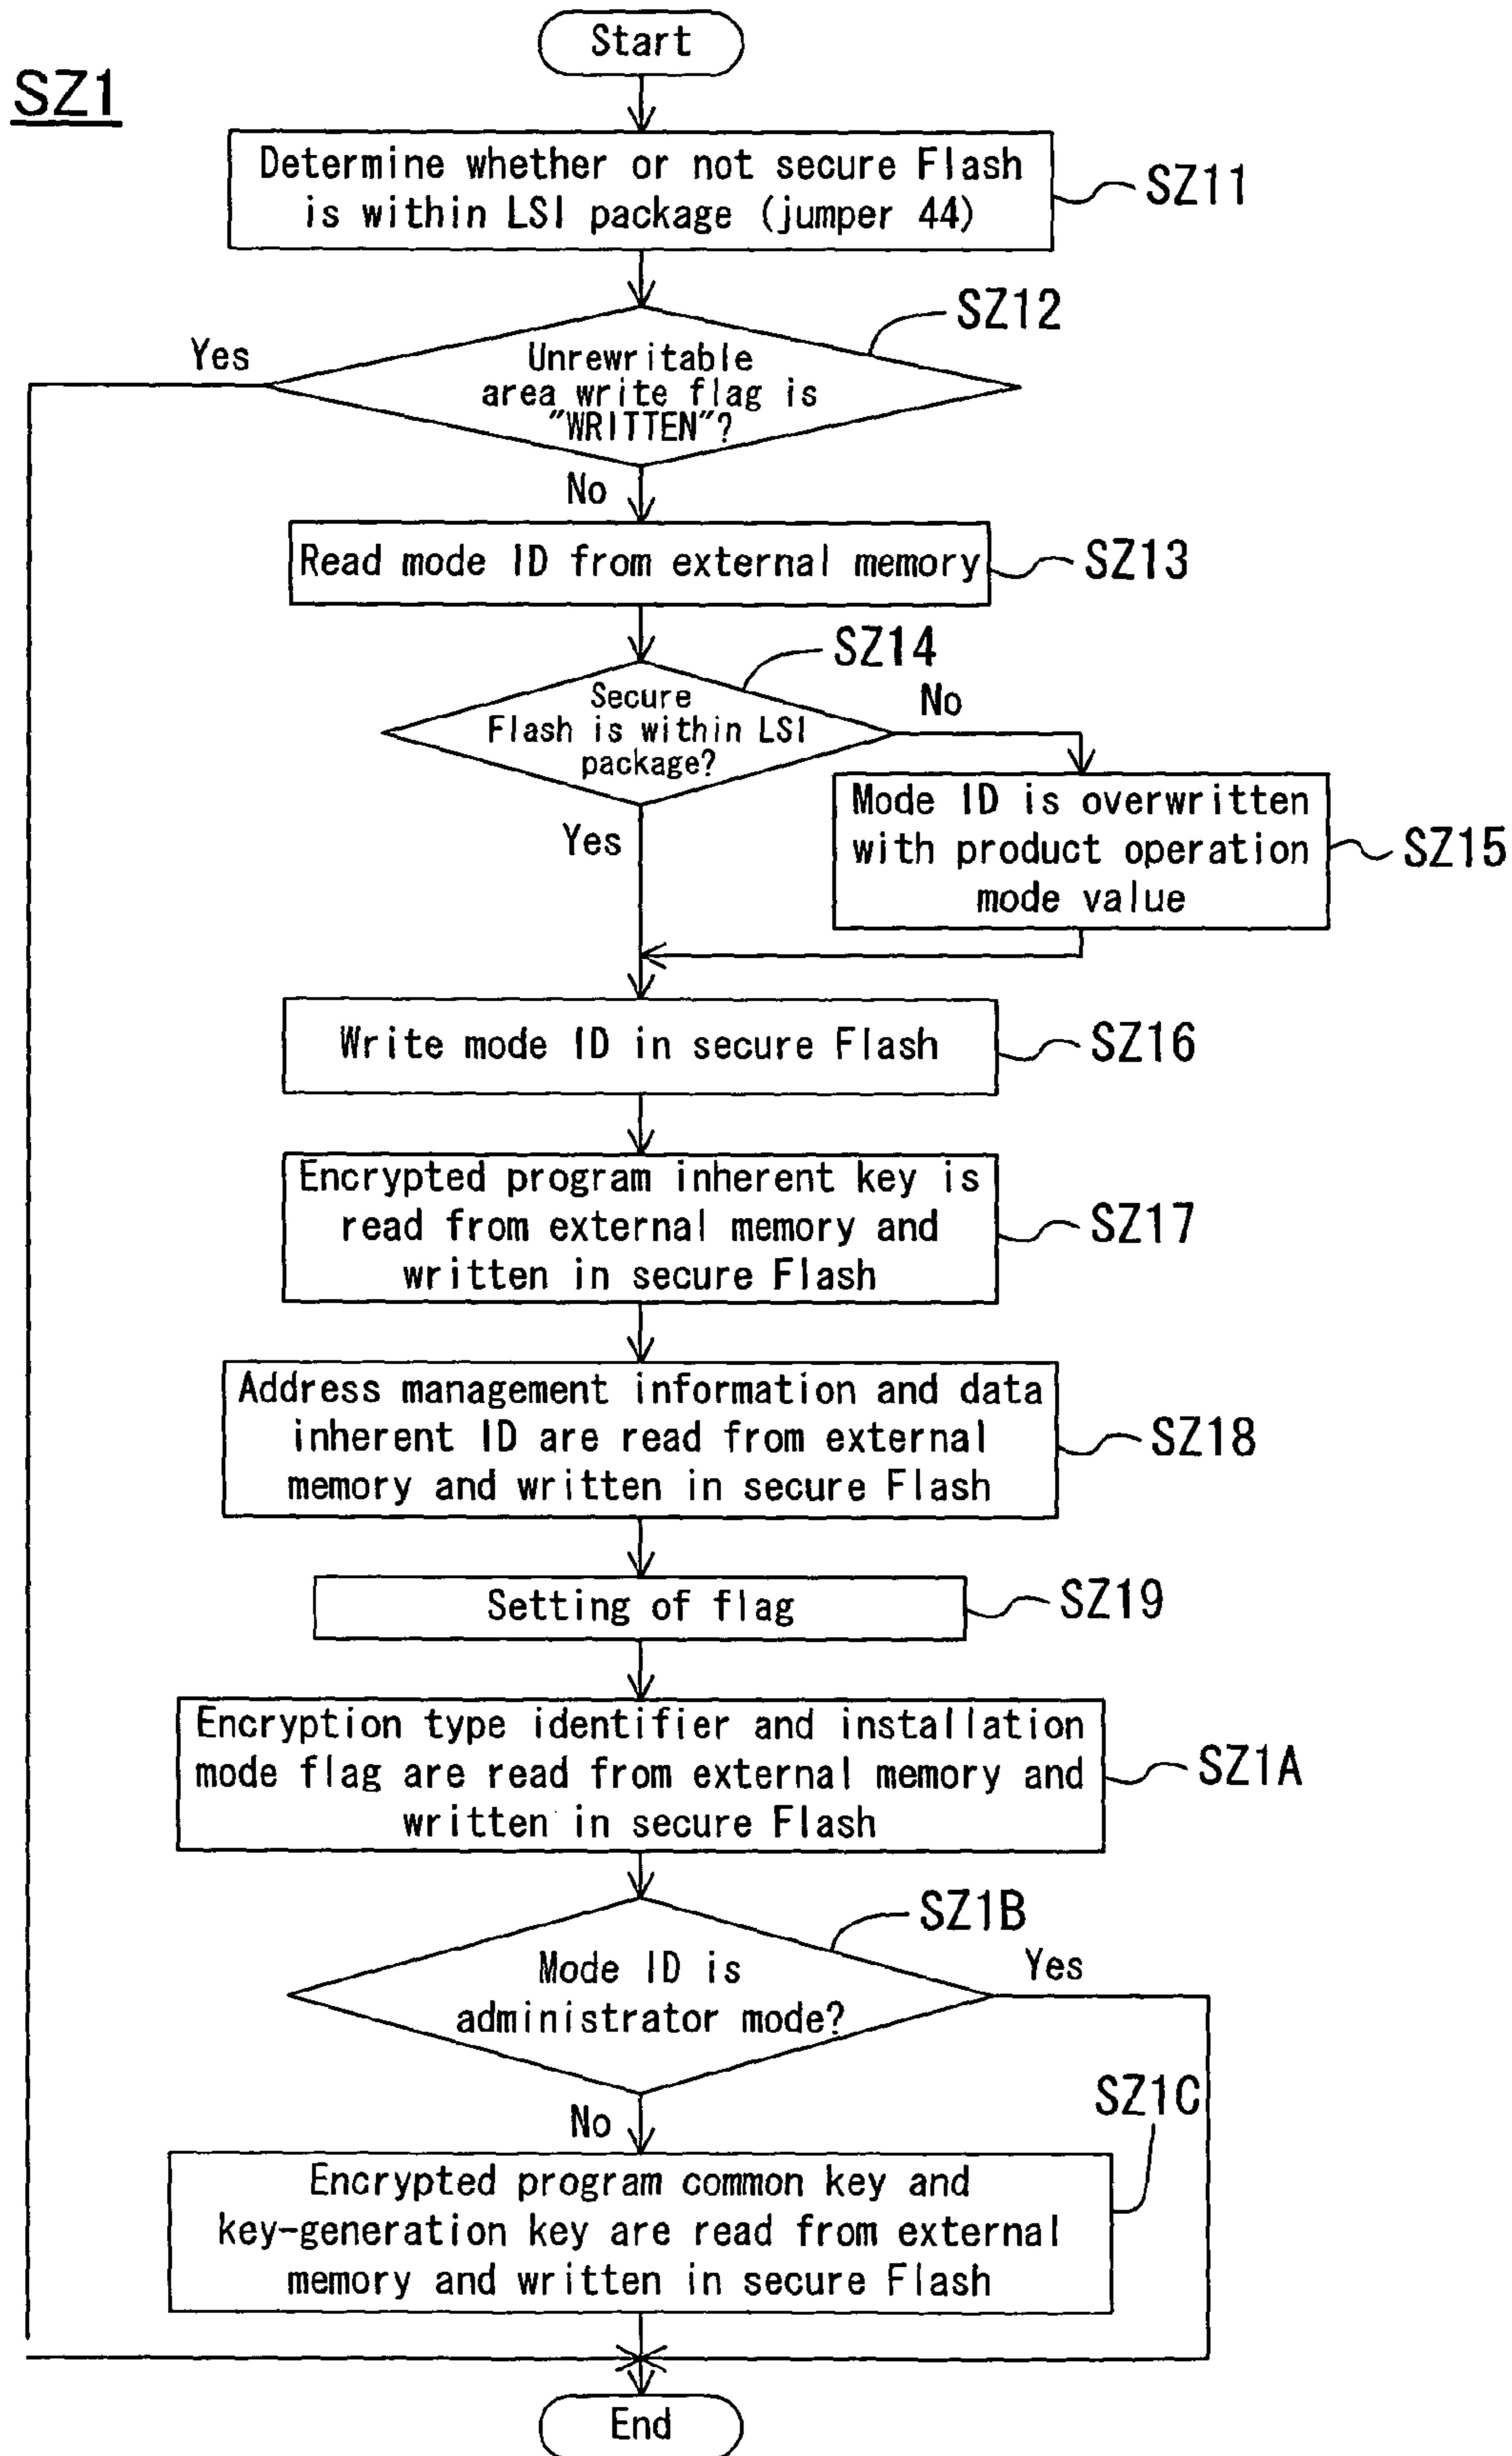 Start
SZ1
Determine whether or not secure Flash
is within LSI package (jumper 44)
SZ11
SZ12
Yes
Unrewritable
area write flag is
"WRITTEN"?
No
Read mode ID from external memory
SZ13
SZ14
Secure
Flash is within LSI
package?
No
Yes
Mode ID is overwritten
with product operation
mode value
SZ15
Write mode ID in secure Flash
SZ16
Encrypted program inherent key is
read from external memory and
written in secure Flash
SZ17
Address management information and data
inherent ID are read from external
memory and written in secure Flash
SZ18
Setting of flag
SZ19
Encryption type identifier and installation
mode flag are read from external memory and
written in secure Flash
SZ1A
SZ1B
Mode ID is
administrator mode?
Yes
No
SZ1C
Encrypted program common key and
key-generation key are read from external
memory and written in secure Flash
End